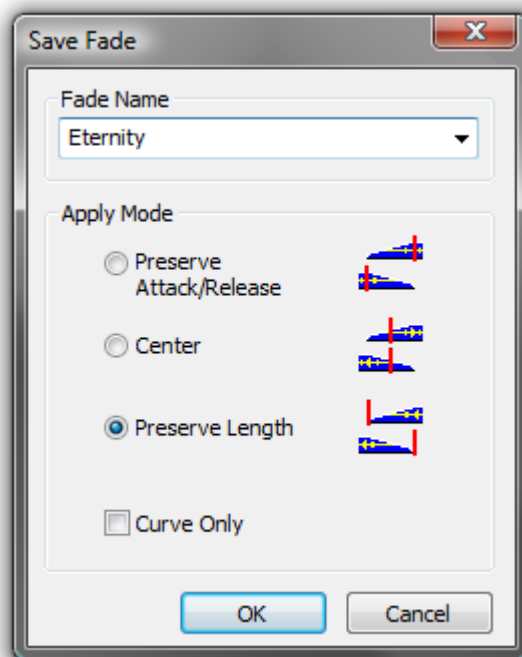 Save Fade
Fade Name
Eternity
Apply Mode
Preserve
Attack/Release
Center
Preserve Length
Curve Only
OK
Cancel